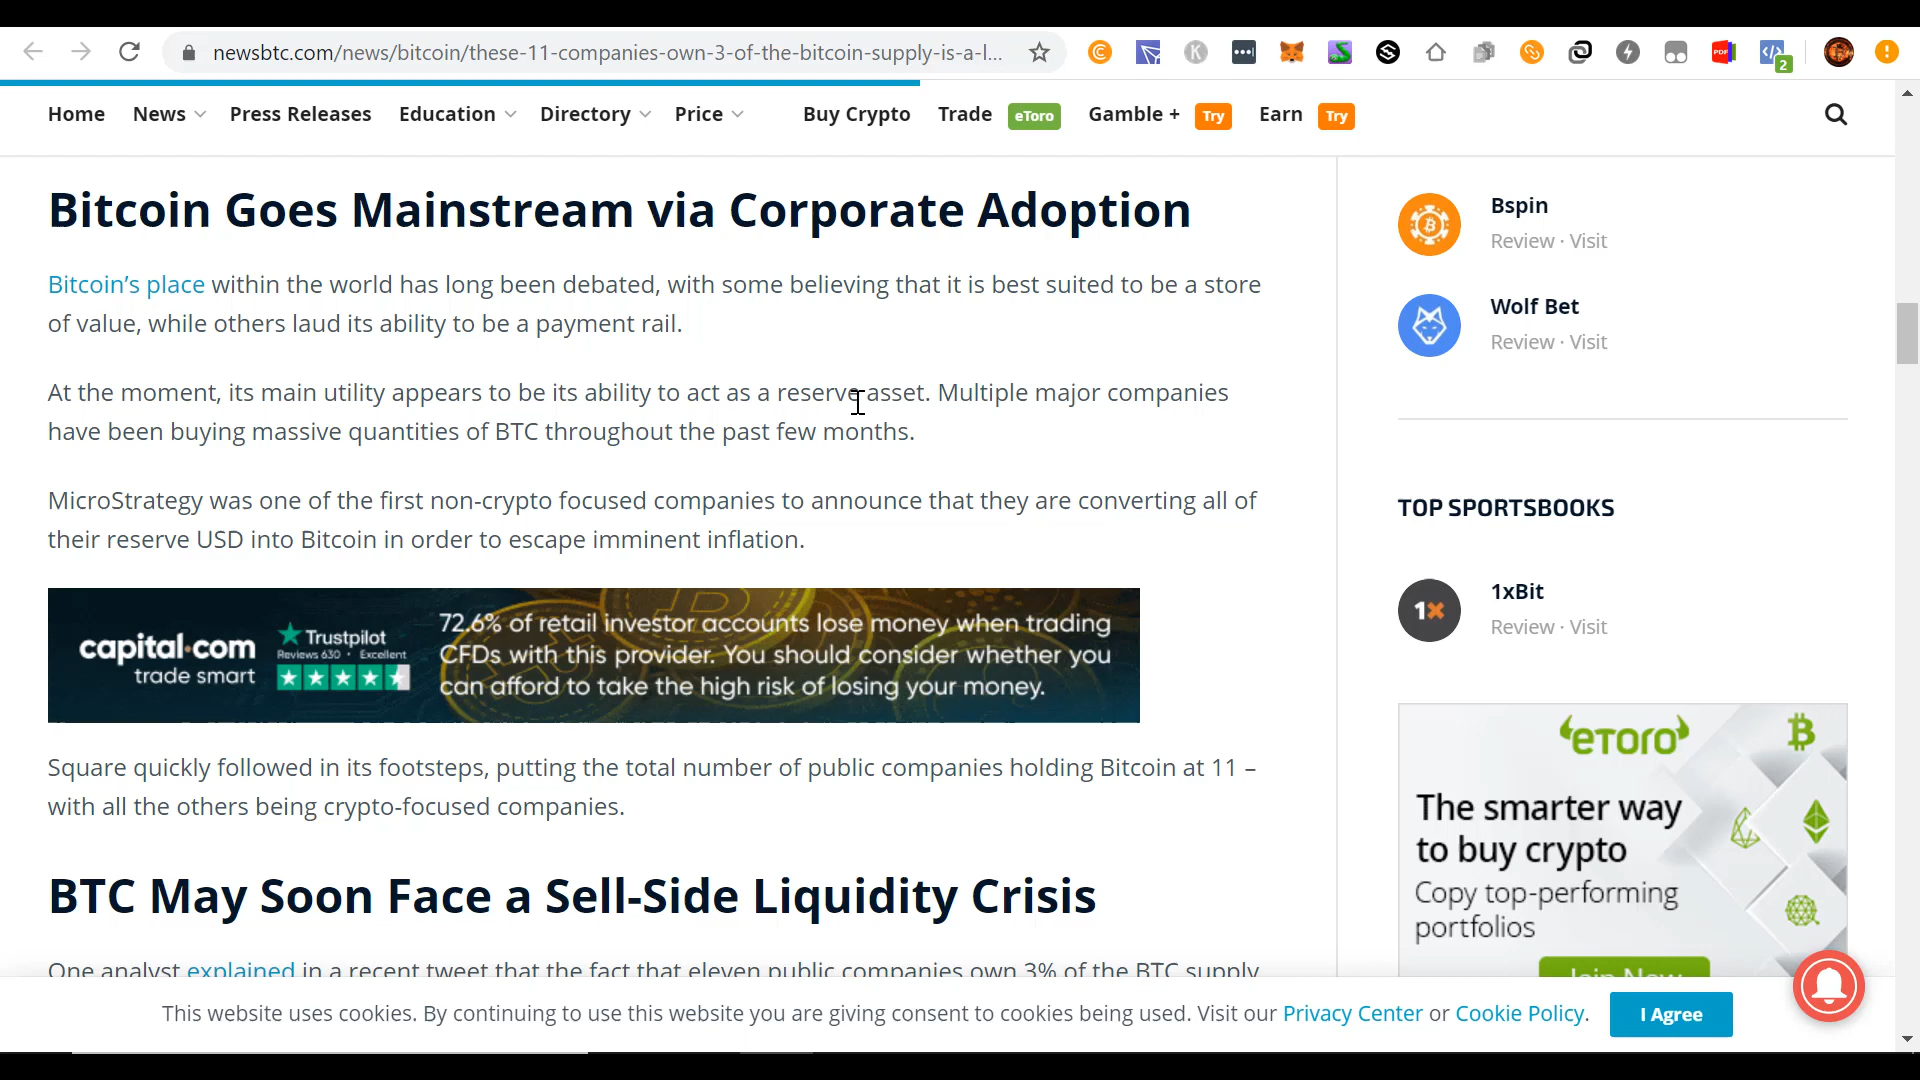 newsbtc.com/news/bitcoin/these-11-companies-own-3-of-the-bitcoin-supply-is-a-l...
PDF
2
Home News Press Releases Education Directory Price Buy Crypto Trade eToro Gamble + Try Earn Try
Bitcoin Goes Mainstream via Corporate Adoption
Bitcoin’s place within the world has long been debated, with some believing that it is best suited to be a store
of value, while others laud its ability to be a payment rail.
At the moment, its main utility appears to be its ability to act as a reserve asset. Multiple major companies
have been buying massive quantities of BTC throughout the past few months.
MicroStrategy was one of the first non-crypto focused companies to announce that they are converting all of
their reserve USD into Bitcoin in order to escape imminent inflation.
capital.com
trade smart
Trustpilot
Reviews 630 • Excellent
72.6% of retail investor accounts lose money when trading
CFDs with this provider. You should consider whether you
can afford to take the high risk of losing your money.
Square quickly followed in its footsteps, putting the total number of public companies holding Bitcoin at 11 –
with all the others being crypto-focused companies.
BTC May Soon Face a Sell-Side Liquidity Crisis
One analyst explained in a recent tweet that the fact that eleven public companies own 3% of the BTC supply
Bspin
Review · Visit
Wolf Bet
Review · Visit
TOP SPORTSBOOKS
1x
1xBit
Review · Visit
eToro
The smarter way
to buy crypto
Copy top-performing
portfolios
Join Now
This website uses cookies. By continuing to use this website you are giving consent to cookies being used. Visit our Privacy Center or Cookie Policy.
I Agree